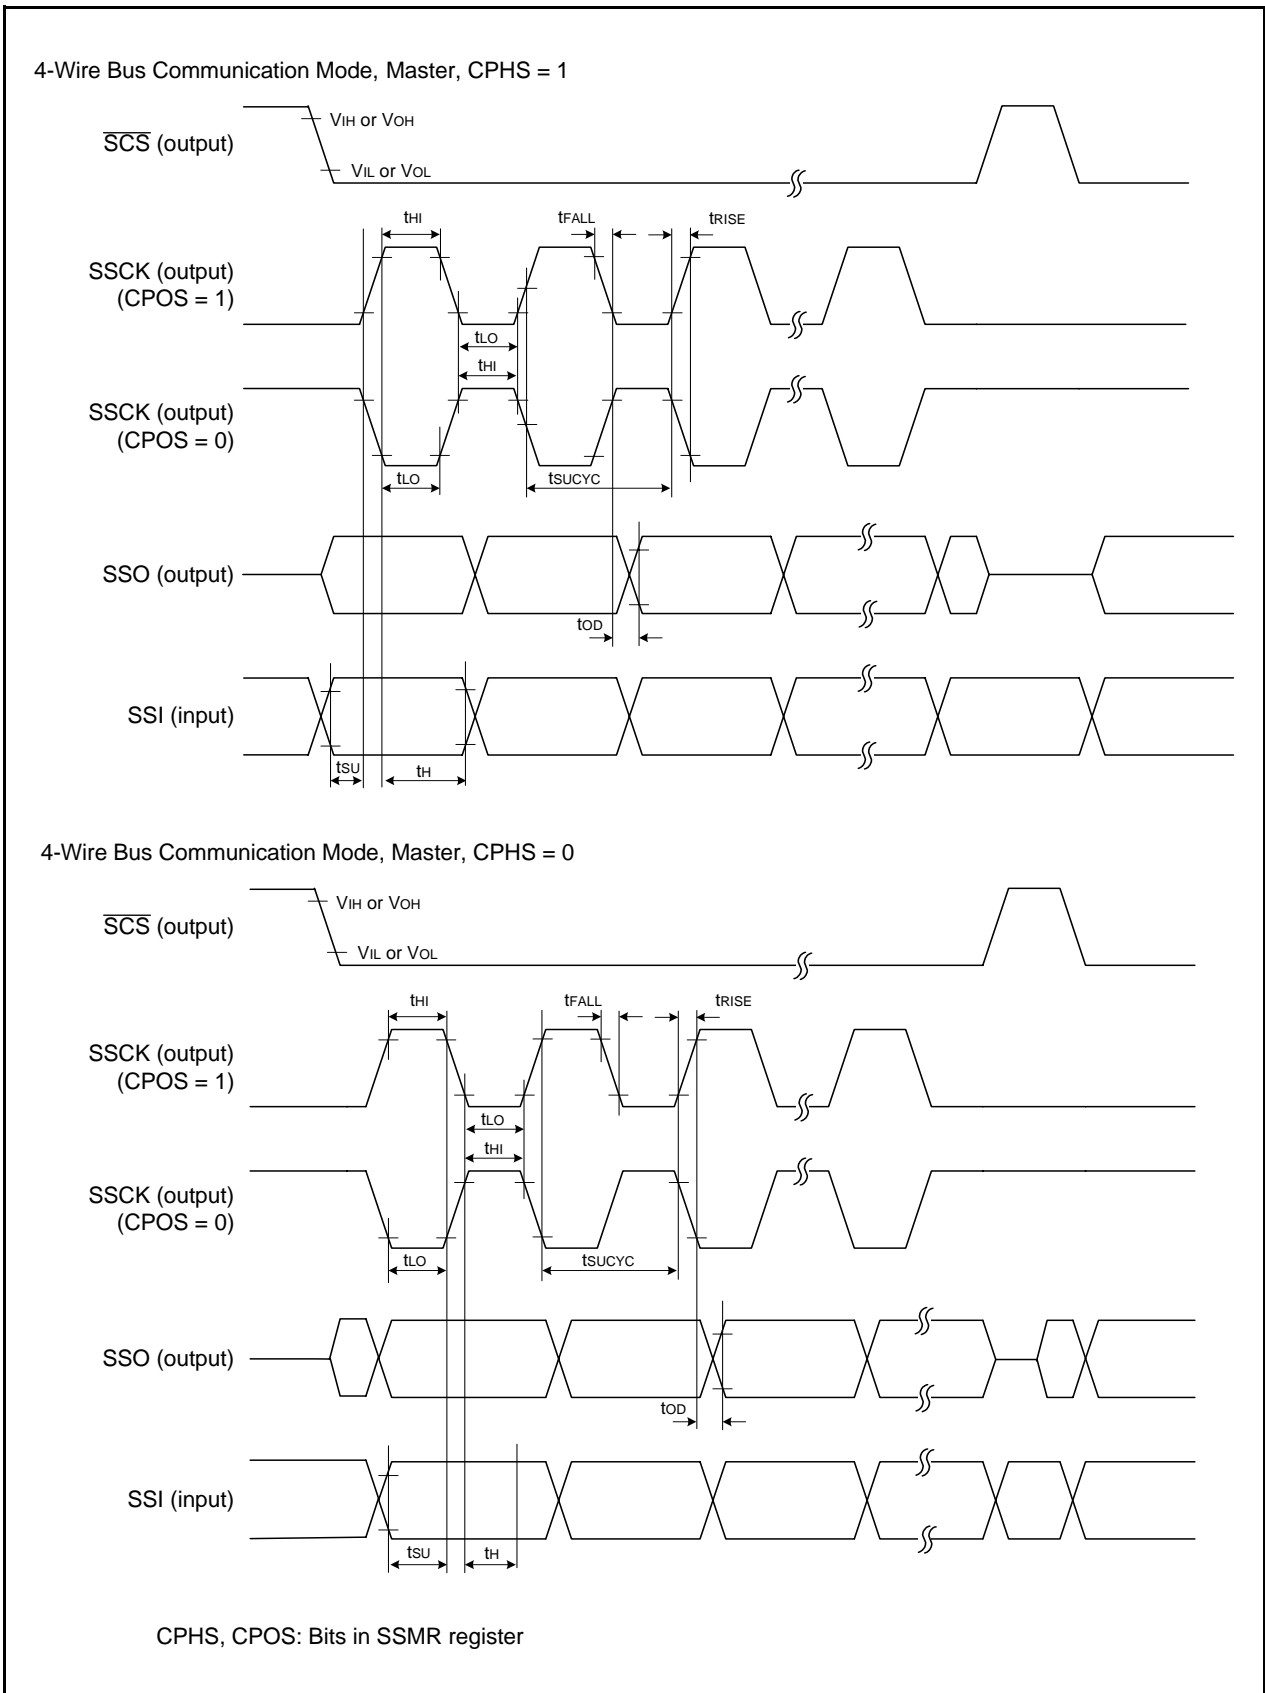 4-Wire Bus Communication Mode, Master, CPHS = 1
VIH or VOH
SCS (output)
VIL or VOL
tHI
tFALL
tRISE
SSCK (output)
(CPOS = 1)
tLO
tHI
SSCK (output)
(CPOS = 0)
tLO
tSUCYC
SSO (output)
tOD
SSI (input)
tSU
tH
4-Wire Bus Communication Mode, Master, CPHS = 0
VIH or VOH
SCS (output)
VIL or VOL
tHI
tFALL
tRISE
SSCK (output)
(CPOS = 1)
tLO
tHI
SSCK (output)
(CPOS = 0)
tLO
tSUCYC
SSO (output)
tOD
SSI (input)
tSU
tH
CPHS, CPOS: Bits in SSMR register